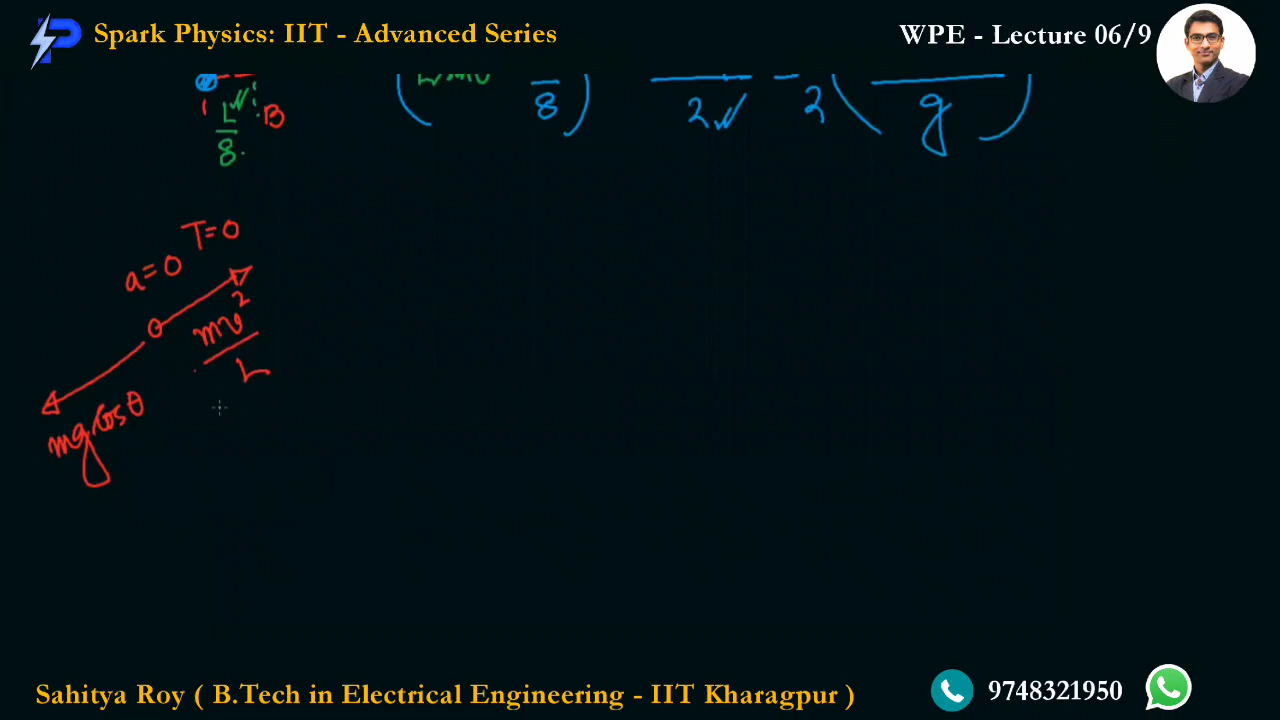 Spark Physics: IIT - Advanced Series
WPE - Lecture 06/9
L
8
B
8
2
2
g
T=0
a=0
mv²
L
mg cos θ
Sahitya Roy ( B.Tech in Electrical Engineering - IIT Kharagpur )
9748321950